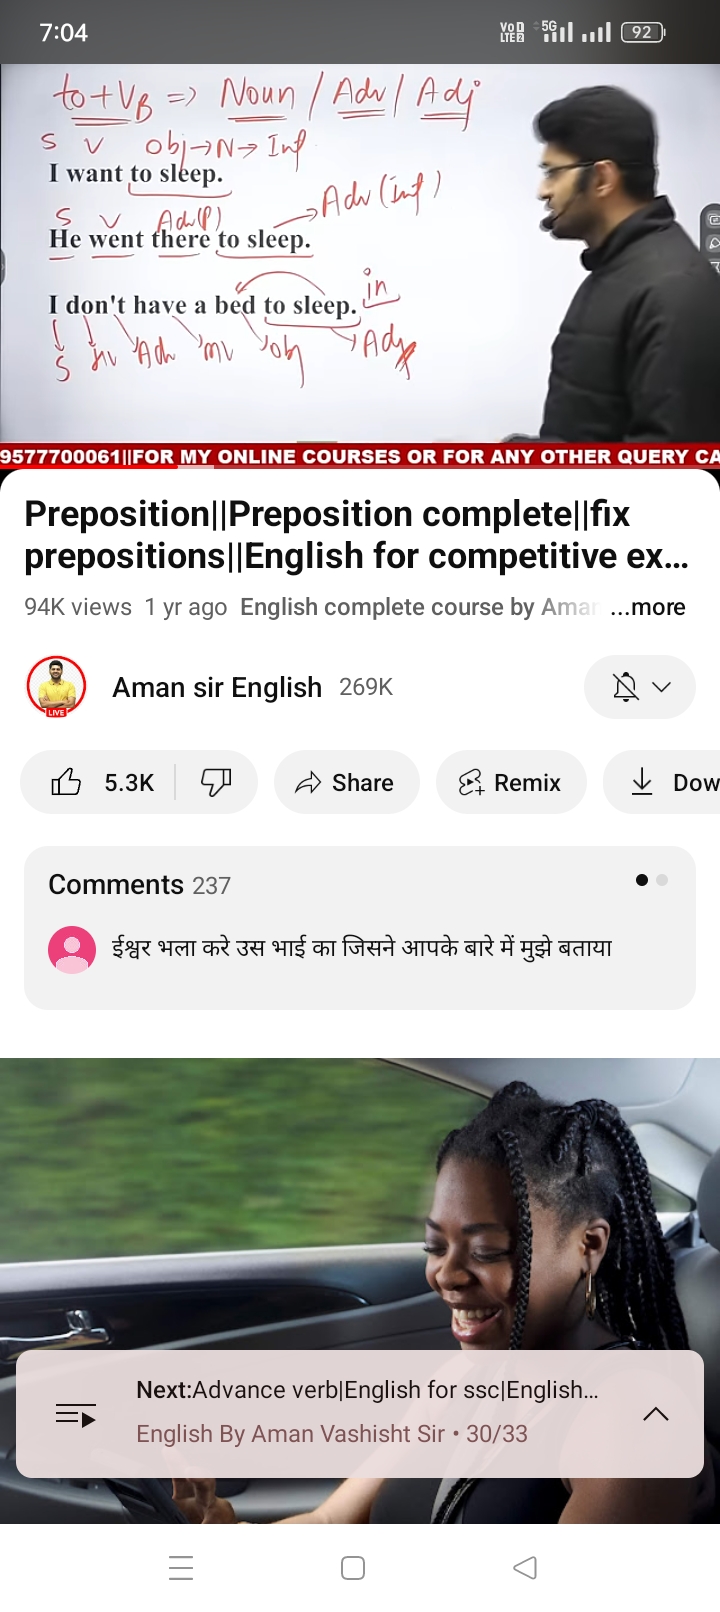 7:04
VoD LTE2 5G 92
to+VB => Noun / Adv / Adj
S V Obj→N→ Inf
I want to sleep.
S V Adv(P) → Adv (inf)
He went there to sleep.
I don't have a bed to sleep. in
S hv Adv mv obj → Adj
9577700061||FOR MY ONLINE COURSES OR FOR ANY OTHER QUERY CA
Preposition||Preposition complete||fix
prepositions||English for competitive ex...
94K views 1 yr ago English complete course by Aman ...more
LIVE
Aman sir English 269K
5.3K Share Remix Dow
Comments 237
ईश्वर भला करे उस भाई का जिसने आपके बारे में मुझे बताया
Next:Advance verb|English for ssc|English...
English By Aman Vashisht Sir • 30/33